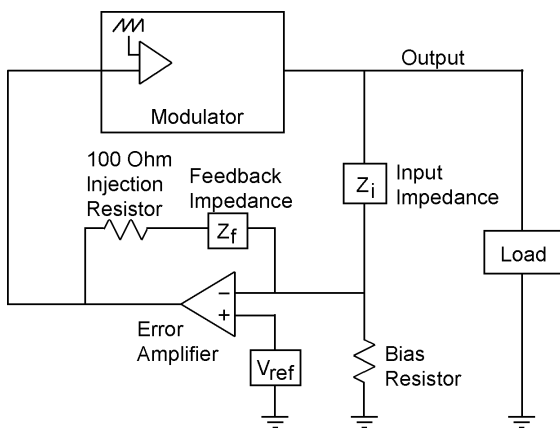 Output
Modulator
100 Ohm
Injection
Resistor
Feedback
Impedance
Zf
Zi
Input
Impedance
Load
−
+
Error
Amplifier
Vref
Bias
Resistor